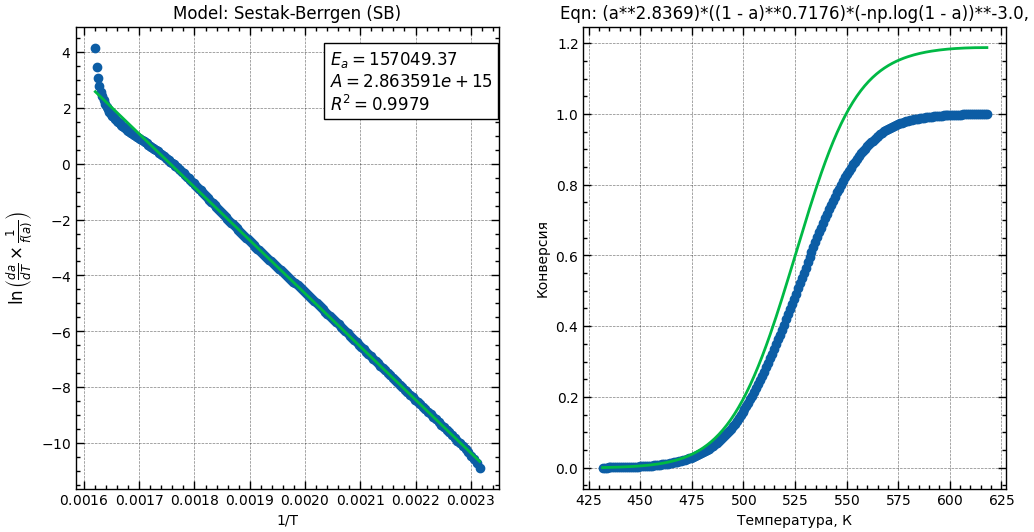 Model: Sestak-Berrgen (SB)
E_a = 157049.37
A = 2.863591e + 15
R^2 = 0.9979
4
2
0
−2
−4
−6
−8
−10
ln (da/dT × 1/f(a))
0.0016 0.0017 0.0018 0.0019 0.0020 0.0021 0.0022 0.0023
1/T
Eqn: (a**2.8369)*((1 - a)**0.7176)*(-np.log(1 - a))**-3.0,
1.2
1.0
0.8
0.6
0.4
0.2
0.0
Конверсия
425 450 475 500 525 550 575 600 625
Температура, К